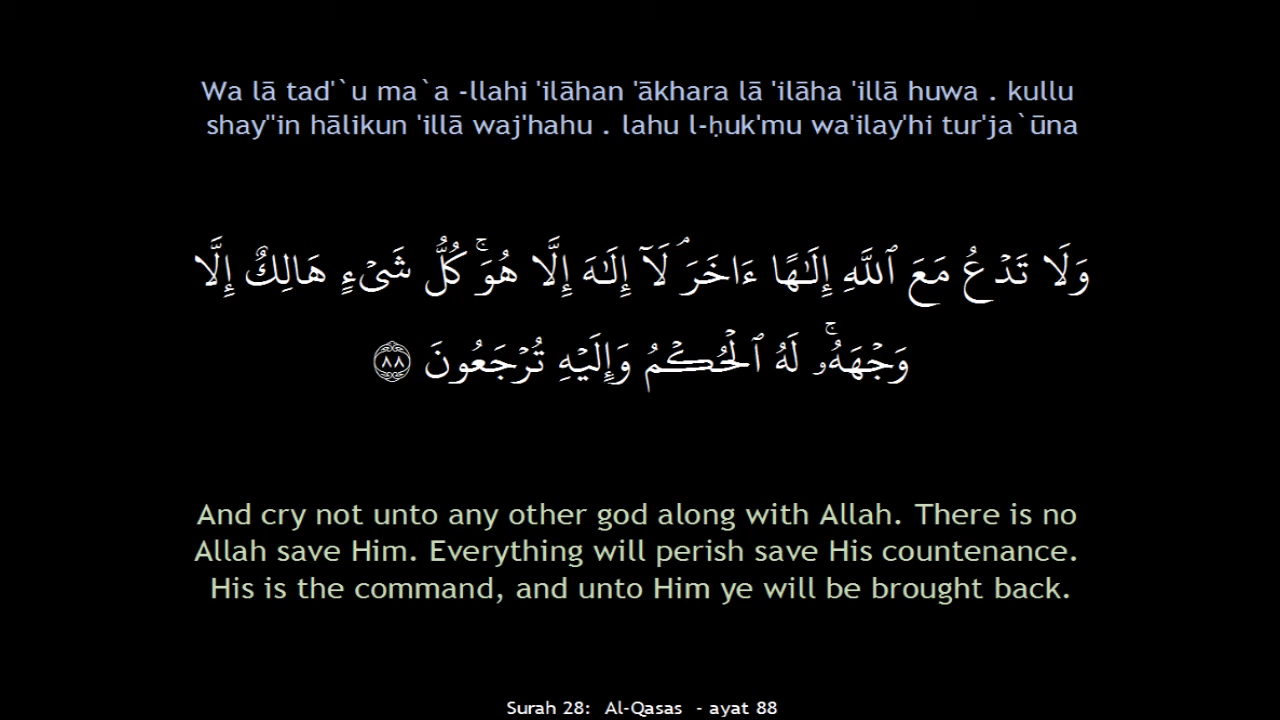 Wa lā tad'`u ma`a -llahi 'ilāhan 'ākhara lā 'ilāha 'illā huwa . kullu
shay''in hālikun 'illā waj'hahu . lahu l-ḥuk'mu wa'ilay'hi tur'ja`ūna
وَلَا تَدْعُ مَعَ ٱللَّهِ إِلَـٰهًا ءَاخَرَ ۘ لَآ إِلَـٰهَ إِلَّا هُوَ ۚ كُلُّ شَىْءٍ هَالِكٌ إِلَّا
وَجْهَهُۥ ۚ لَهُ ٱلْحُكْمُ وَإِلَيْهِ تُرْجَعُونَ ٨٨
And cry not unto any other god along with Allah. There is no
Allah save Him. Everything will perish save His countenance.
His is the command, and unto Him ye will be brought back.
Surah 28: Al-Qasas - ayat 88